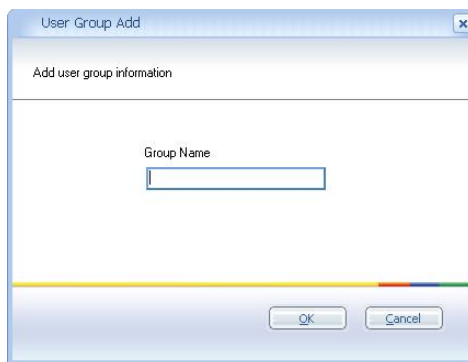 User Group Add
Add user group information
Group Name
OK
Cancel